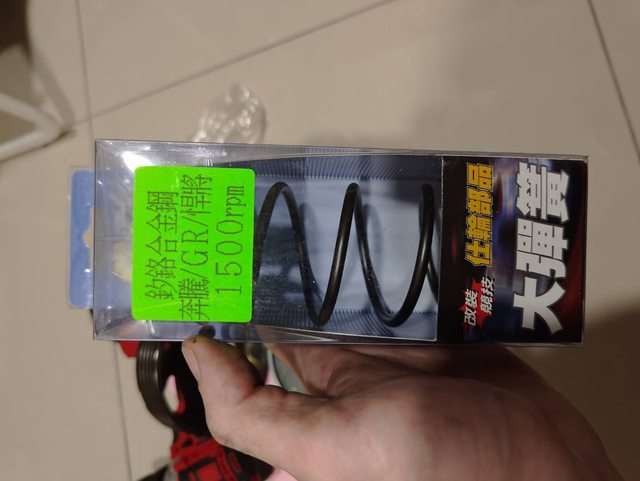 釸鉻合金鋼
奔騰/GR/悍將
1500rpm
仕輪部品
改裝
競技
大彈簧